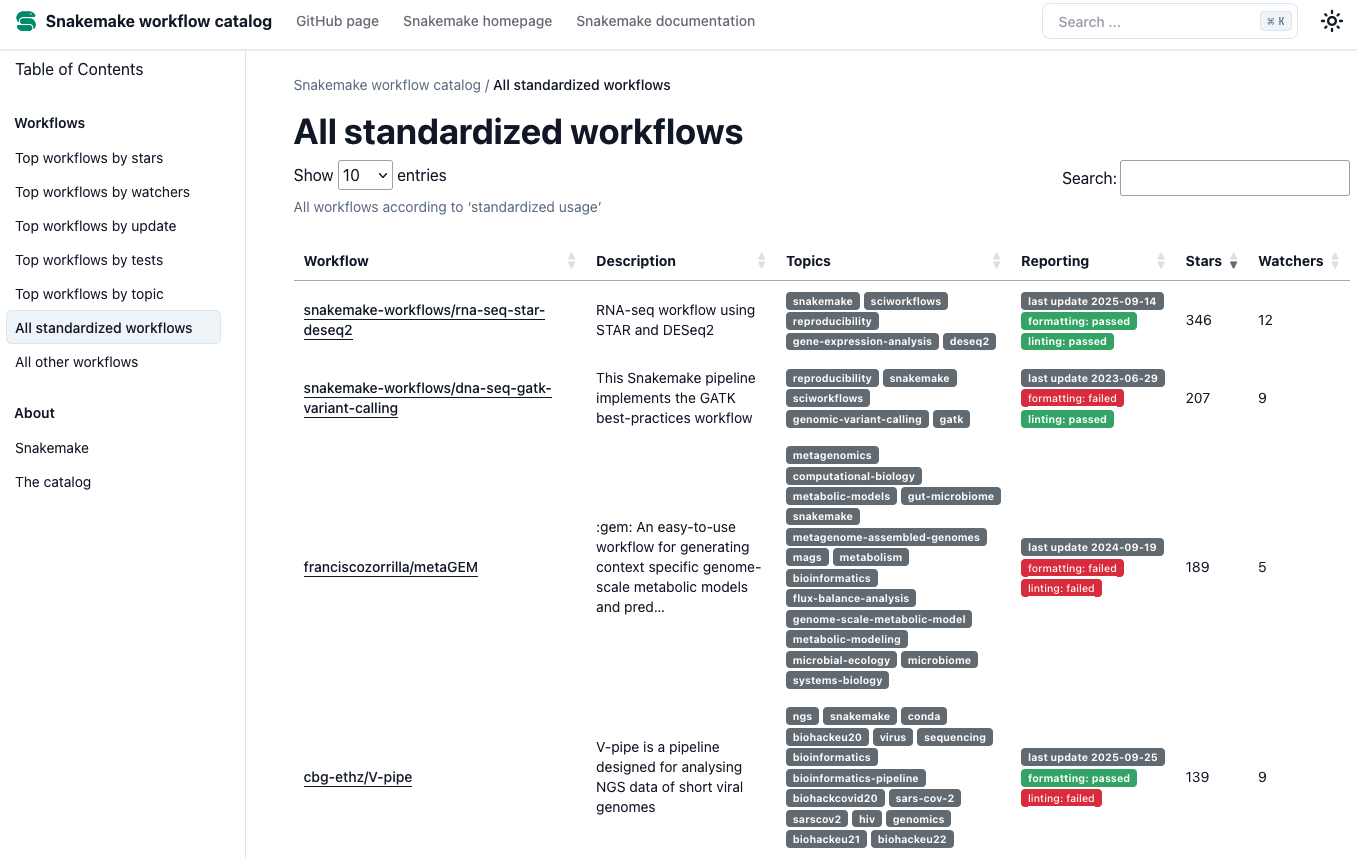 Snakemake workflow catalog GitHub page Snakemake homepage Snakemake documentation Search ... ⌘ K
Table of Contents
Workflows
Top workflows by stars
Top workflows by watchers
Top workflows by update
Top workflows by tests
Top workflows by topic
All standardized workflows
All other workflows
About
Snakemake
The catalog
Snakemake workflow catalog / All standardized workflows
All standardized workflows
Show 10 entries Search:
All workflows according to ‘standardized usage’
Workflow Description Topics Reporting Stars Watchers
snakemake-workflows/rna-seq-star-
deseq2
RNA-seq workflow using
STAR and DESeq2
snakemake sciworkflows
reproducibility
gene-expression-analysis deseq2
last update 2025-09-14
formatting: passed
linting: passed
346
12
snakemake-workflows/dna-seq-gatk-
variant-calling
This Snakemake pipeline
implements the GATK
best-practices workflow
reproducibility snakemake
sciworkflows
genomic-variant-calling gatk
last update 2023-06-29
formatting: failed
linting: passed
207
9
franciscozorrilla/metaGEM
:gem: An easy-to-use
workflow for generating
context specific genome-
scale metabolic models
and pred...
metagenomics
computational-biology
metabolic-models gut-microbiome
snakemake
metagenome-assembled-genomes
mags metabolism
bioinformatics
flux-balance-analysis
genome-scale-metabolic-model
metabolic-modeling
microbial-ecology microbiome
systems-biology
last update 2024-09-19
formatting: failed
linting: failed
189
5
cbg-ethz/V-pipe
V-pipe is a pipeline
designed for analysing
NGS data of short viral
genomes
ngs snakemake conda
biohackeu20 virus sequencing
bioinformatics
bioinformatics-pipeline
biohackcovid20 sars-cov-2
sarscov2 hiv genomics
biohackeu21 biohackeu22
last update 2025-09-25
formatting: passed
linting: failed
139
9